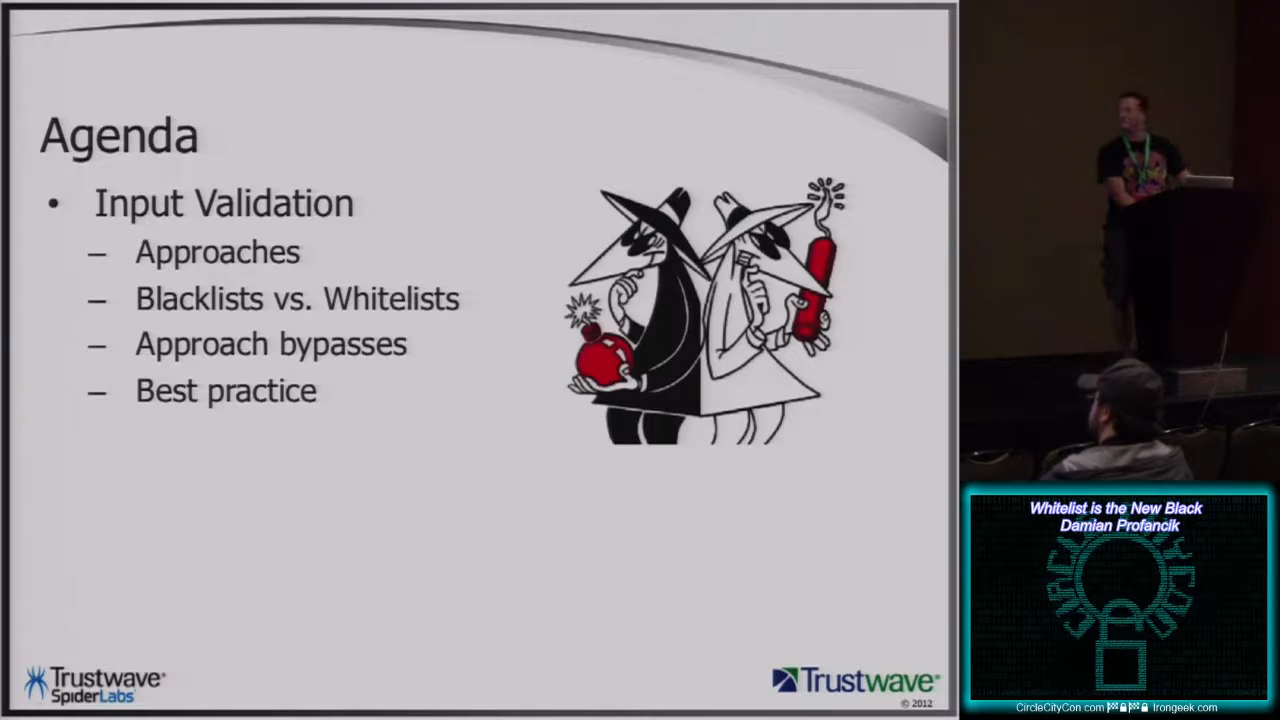 Agenda
• Input Validation
– Approaches
– Blacklists vs. Whitelists
– Approach bypasses
– Best practice
Trustwave®
SpiderLabs®
Trustwave®
© 2012
Whitelist is the New Black
Damian Profancik
CircleCityCon.com
Irongeek.com